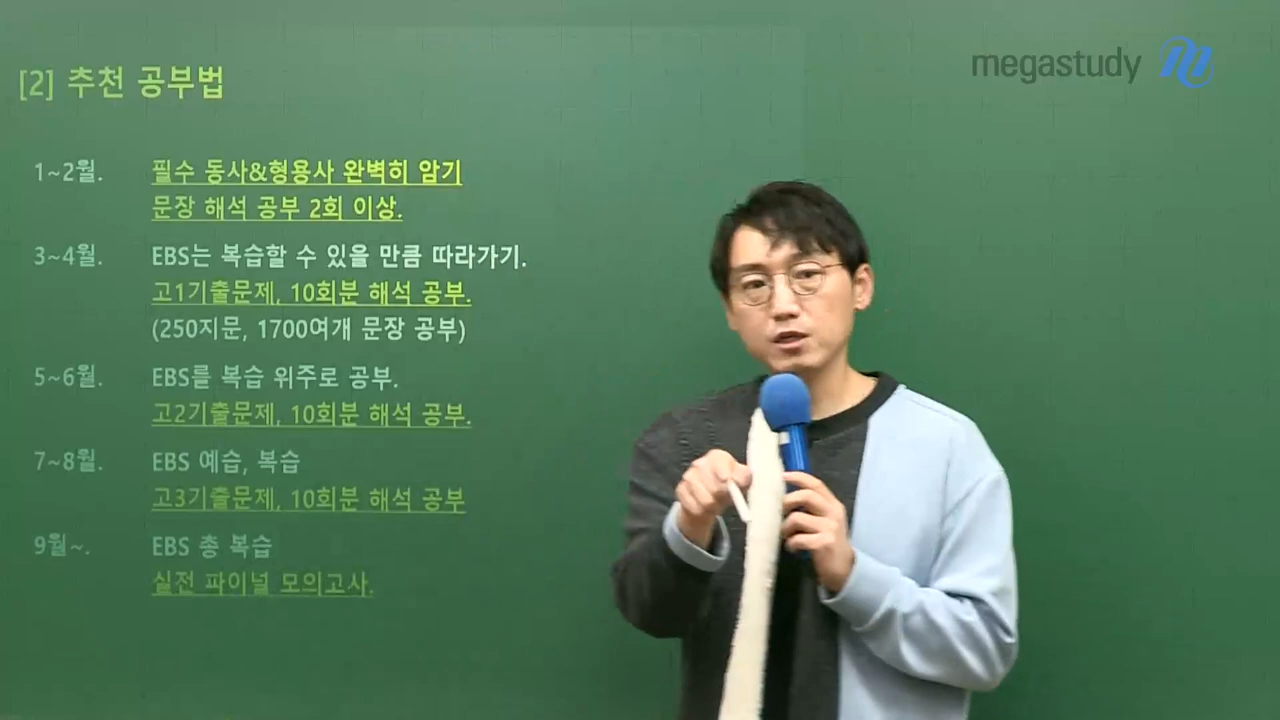 [2] 추천 공부법
megastudy
1~2월. 필수 동사&형용사 완벽히 암기
문장 해석 공부 2회 이상.
3~4월. EBS는 복습할 수 있을 만큼 따라가기.
고1기출문제, 10회분 해석 공부.
(250지문, 1700여개 문장 공부)
5~6월. EBS를 복습 위주로 공부.
고2기출문제, 10회분 해석 공부.
7~8월. EBS 예습, 복습
고3기출문제, 10회분 해석 공부
9월~. EBS 총 복습
실전 파이널 모의고사.